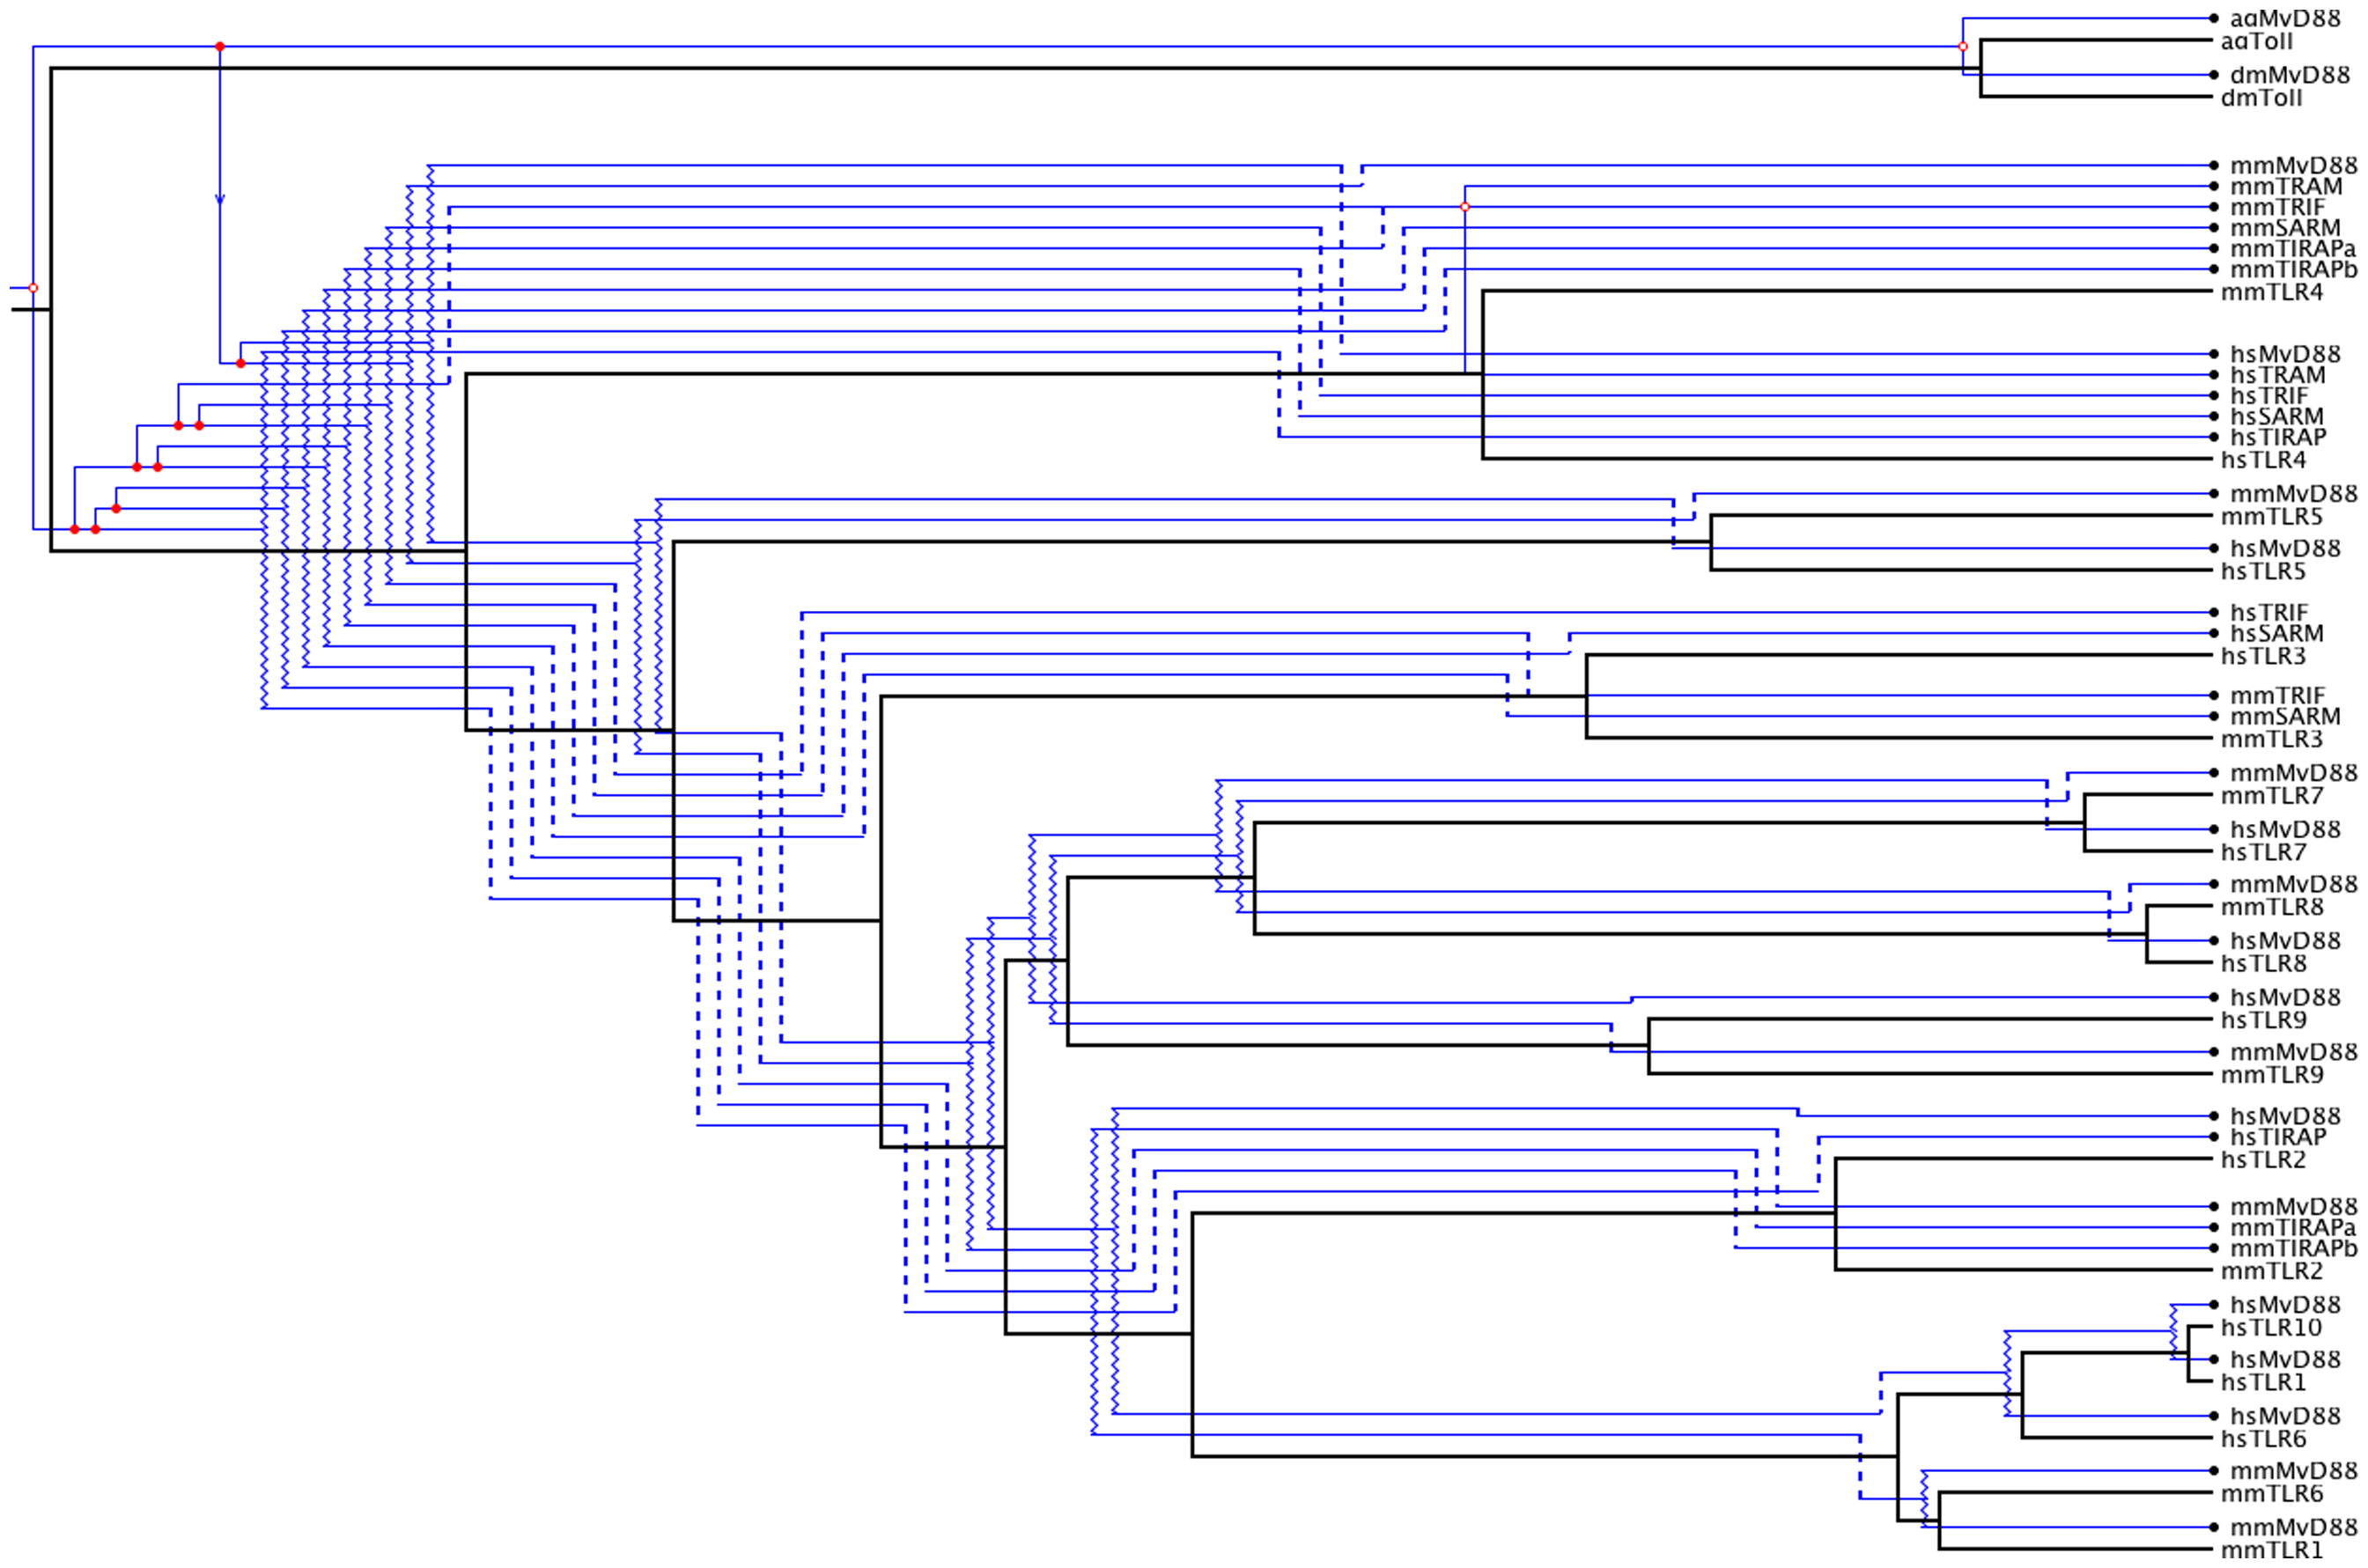 agMyD88
agToll
dmMyD88
dmToll
mmMyD88
mmTRAM
mmTRIF
mmSARM
mmTIRAPa
mmTIRAPb
mmTLR4
hsMyD88
hsTRAM
hsTRIF
hsSARM
hsTIRAP
hsTLR4
mmMyD88
mmTLR5
hsMyD88
hsTLR5
hsTRIF
hsSARM
hsTLR3
mmTRIF
mmSARM
mmTLR3
mmMyD88
mmTLR7
hsMyD88
hsTLR7
mmMyD88
mmTLR8
hsMyD88
hsTLR8
hsMyD88
hsTLR9
mmMyD88
mmTLR9
hsMyD88
hsTIRAP
hsTLR2
mmMyD88
mmTIRAPa
mmTIRAPb
mmTLR2
hsMyD88
hsTLR10
hsMyD88
hsTLR1
hsMyD88
hsTLR6
mmMyD88
mmTLR6
mmMyD88
mmTLR1